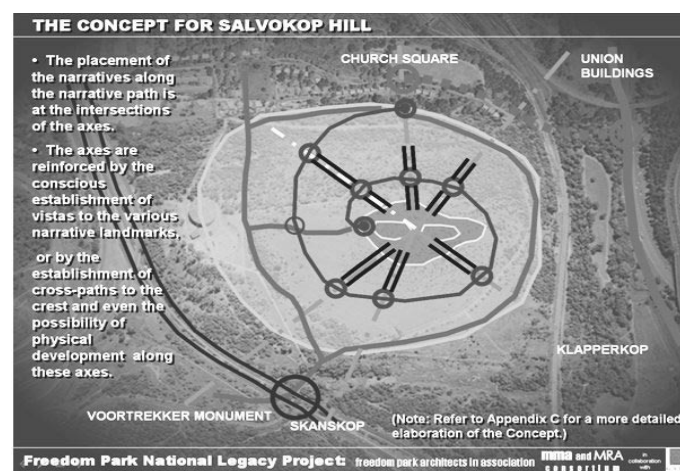 THE CONCEPT FOR SALVOKOP HILL
• The placement of
the narratives along
the narrative path is
at the intersections
of the axes.
• The axes are
reinforced by the
conscious
establishment of
vistas to the various
narrative landmarks,
or by the
establishment of
cross-paths to the
crest and even the
possibility of
physical
development along
these axes.
CHURCH SQUARE
UNION
BUILDINGS
KLAPPERKOP
VOORTREKKER MONUMENT
SKANSKOP
(Note: Refer to Appendix C for a more detailed
elaboration of the Concept.)
Freedom Park National Legacy Project: freedom park architects in association
mma and MRA
consortium
in
collaboration
with